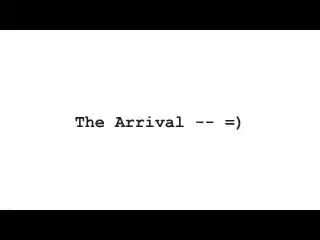 The Arrival -- =)